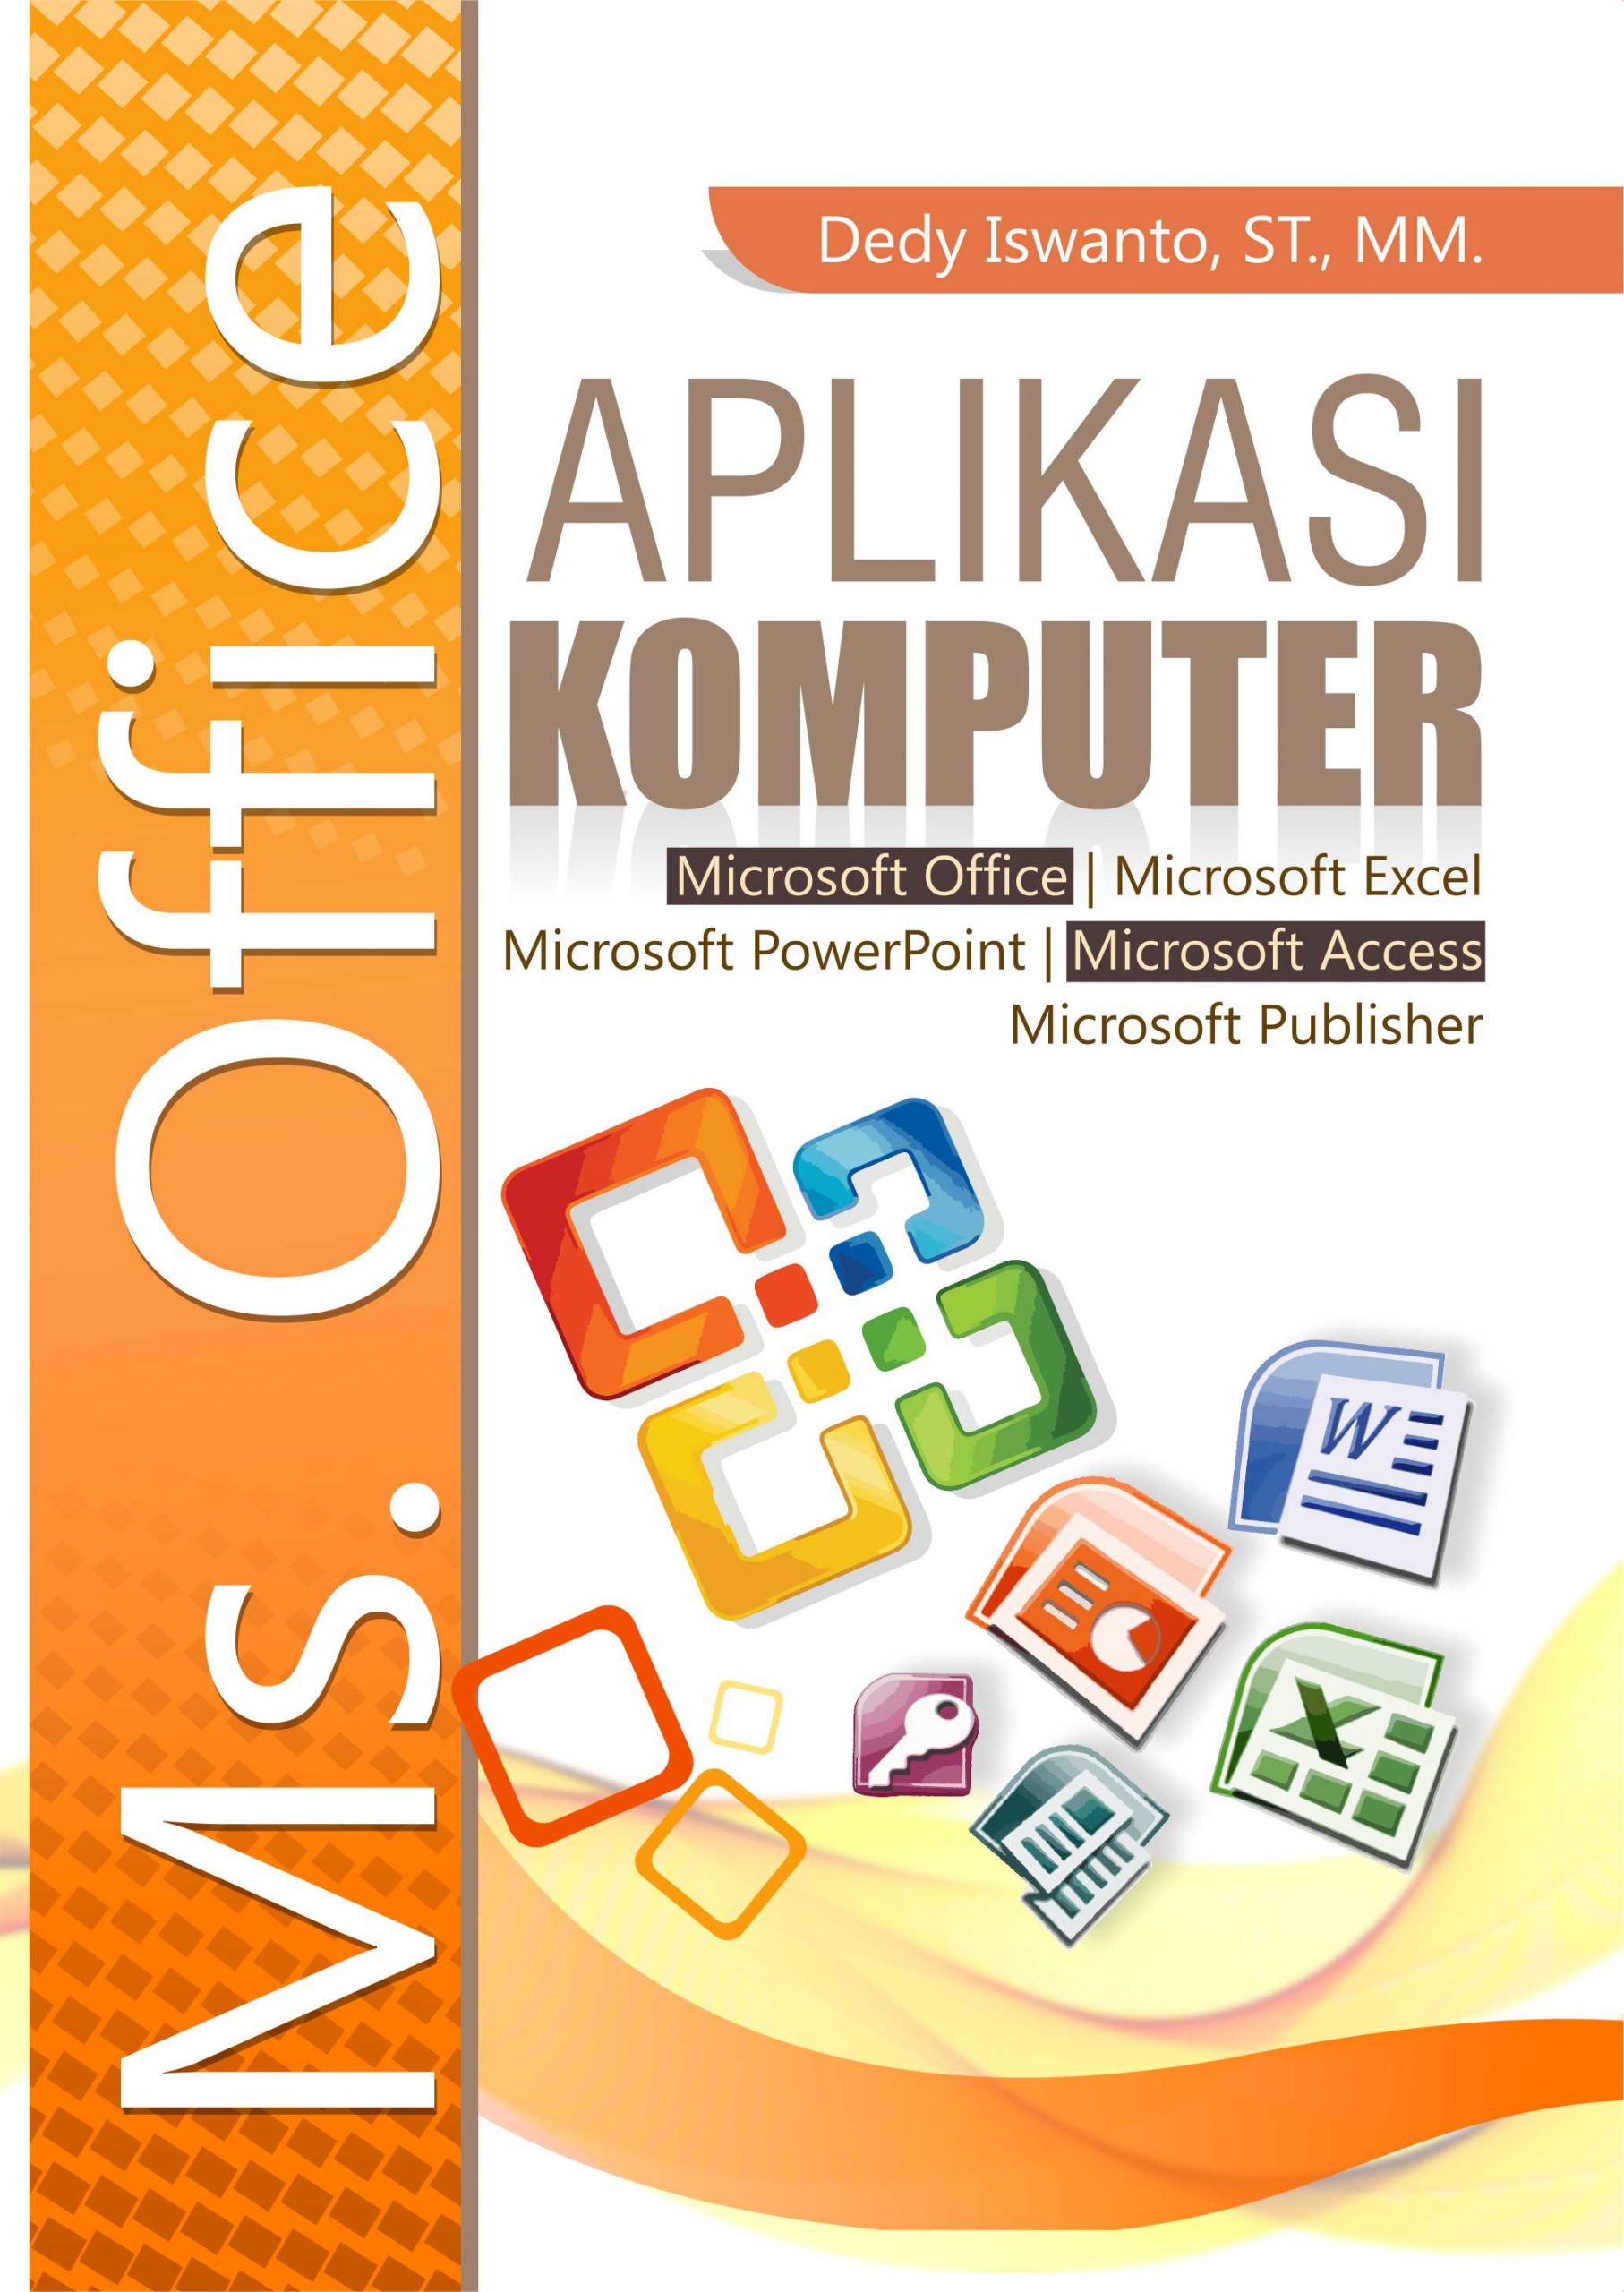 Ms. Office
Dedy Iswanto, ST., MM.
APLIKASI
KOMPUTER
Microsoft Office | Microsoft Excel
Microsoft PowerPoint | Microsoft Access
Microsoft Publisher
W
X